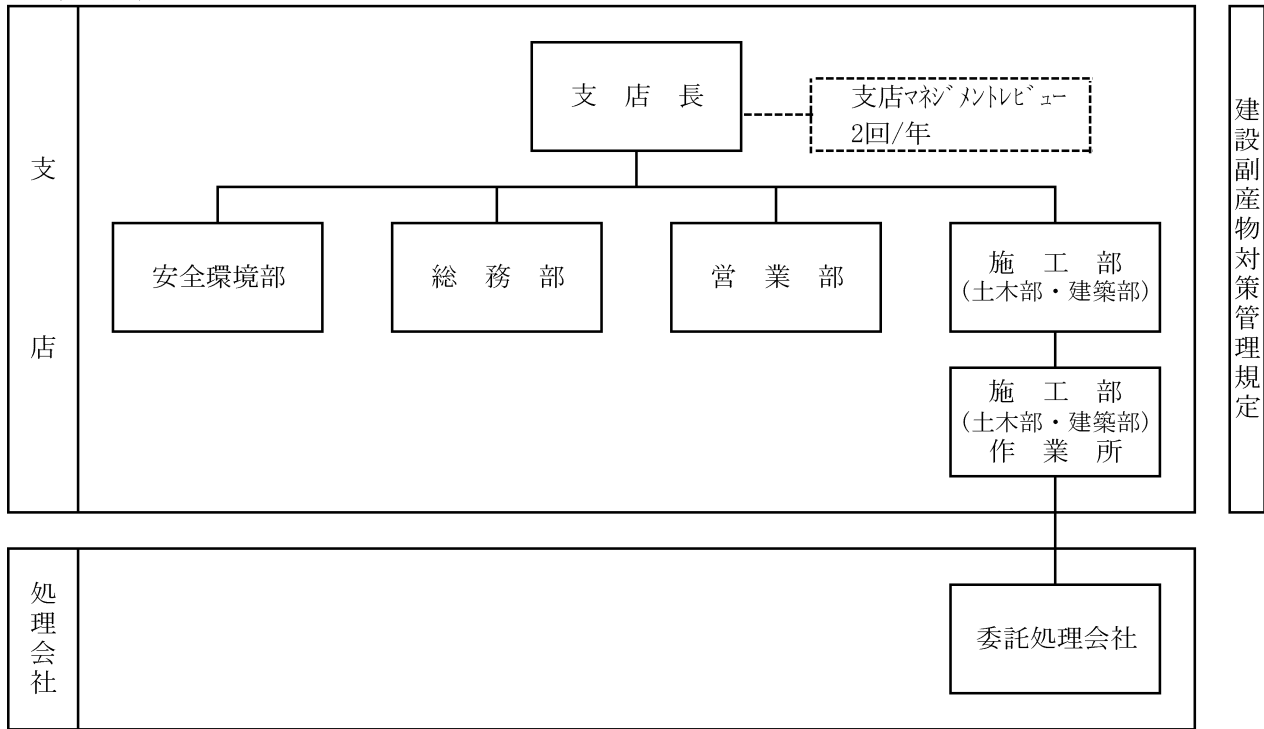 支店
支店長
支店マネジメントレビュー
2回/年
安全環境部
総務部
営業部
施工部
(土木部・建築部)
施工部
(土木部・建築部)
作業所
建設副産物対策管理規定
処理会社
委託処理会社